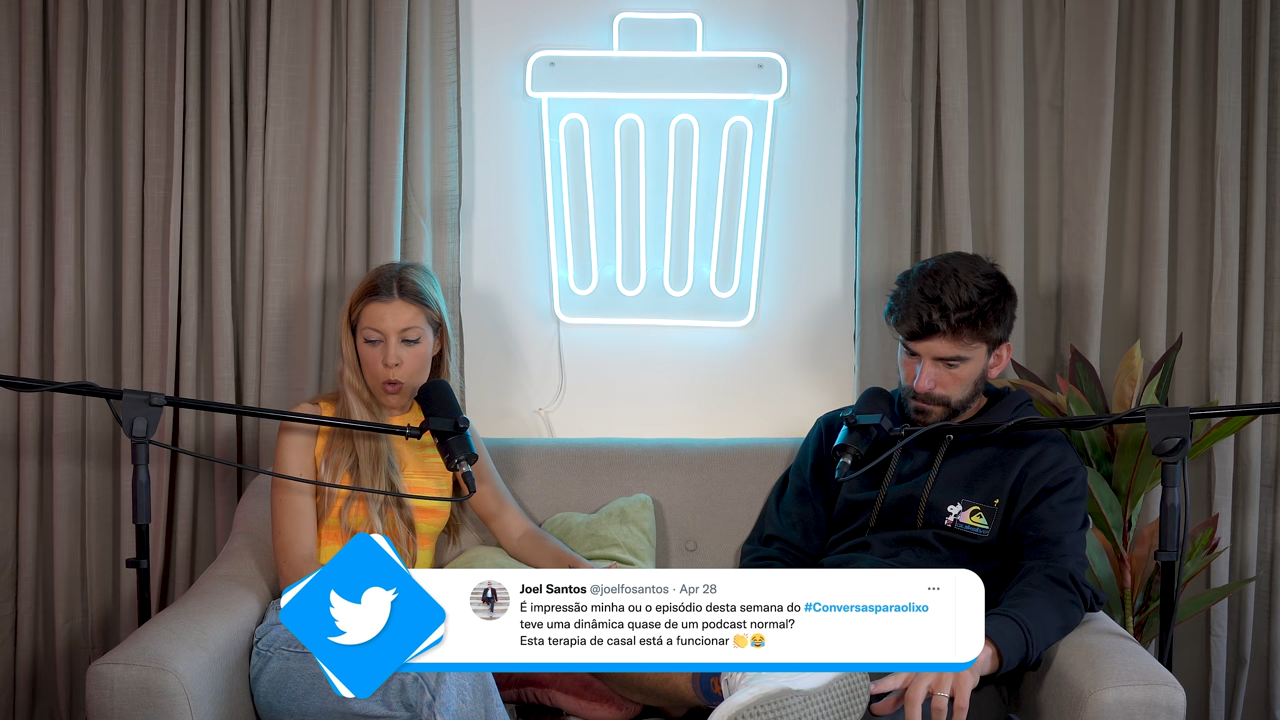 Joel Santos @joelfosantos · Apr 28
É impressão minha ou o episódio desta semana do #Conversasparaolixo
teve uma dinâmica quase de um podcast normal?
Esta terapia de casal está a funcionar 👏😂